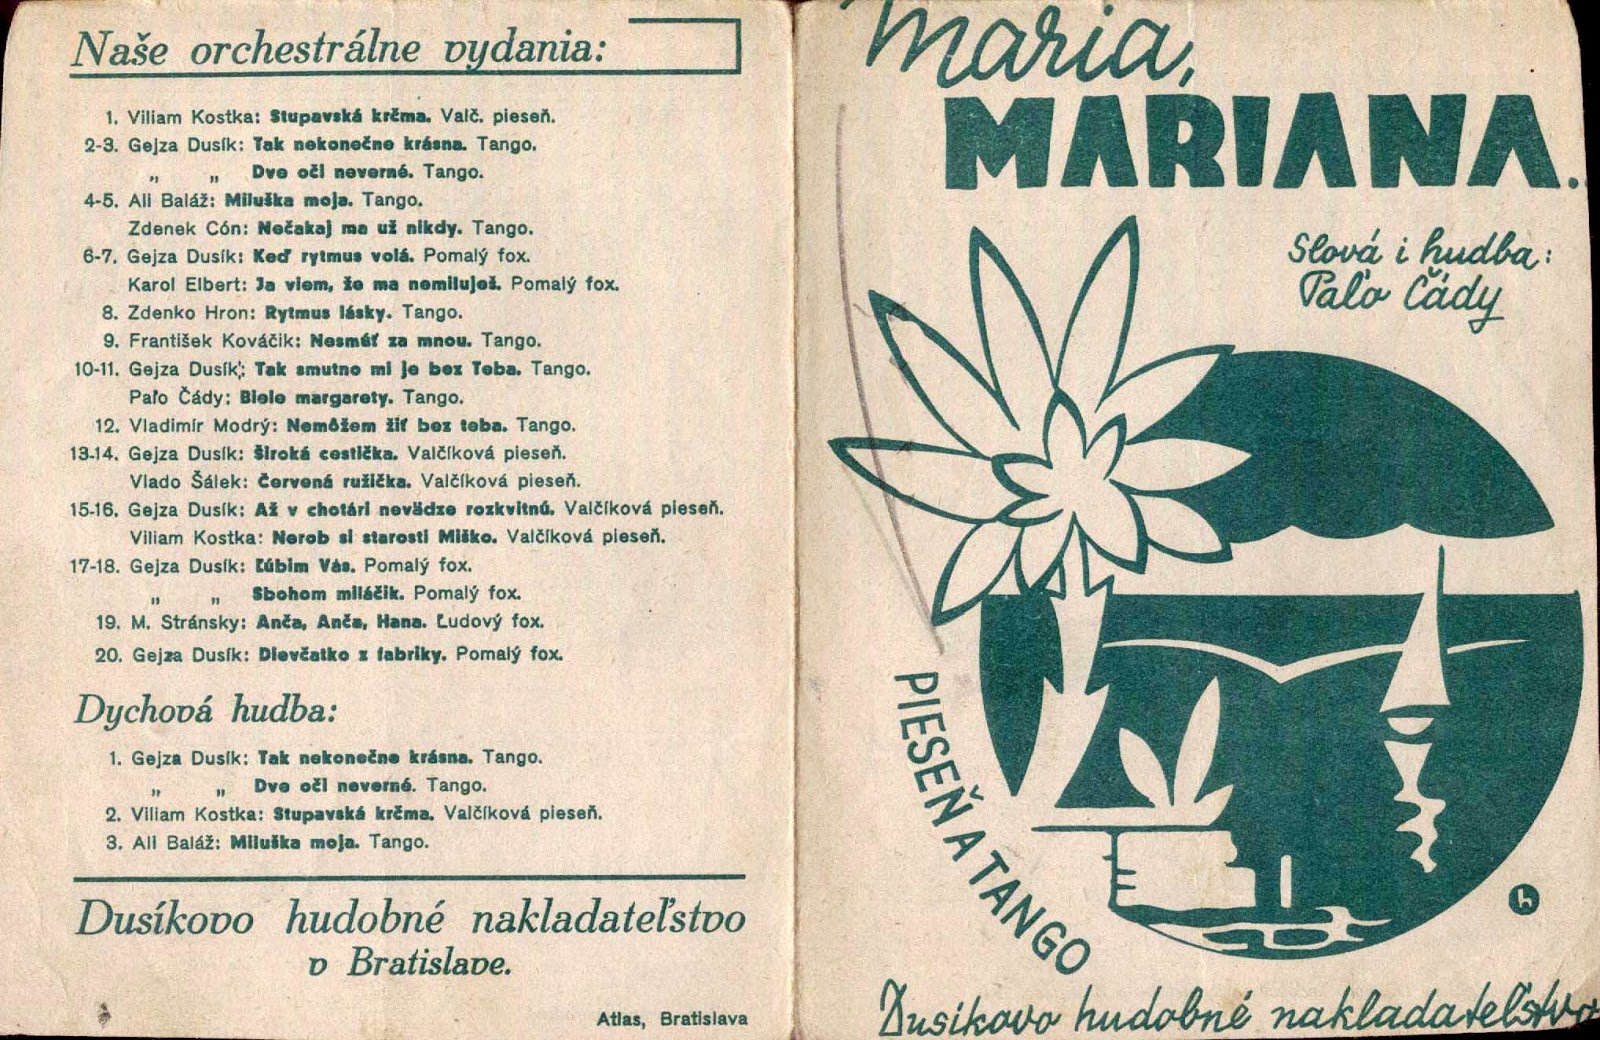 Naše orchestrálne vydania:
1. Viliam Kostka: Stupavská krčma. Valč. pieseň.
2-3. Gejza Dusík: Tak nekonečne krásna. Tango.
„ „ Dve oči neverné. Tango.
4-5. Ali Baláž: Miluška moja. Tango.
Zdenek Cón: Nečakaj ma už nikdy. Tango.
6-7. Gejza Dusík: Keď rytmus volá. Pomalý fox.
Karol Elbert: Ja viem, že ma nemiluješ. Pomalý fox.
8. Zdenko Hron: Rytmus lásky. Tango.
9. František Kováčik: Nesmáť za mnou. Tango.
10-11. Gejza Dusík: Tak smutno mi je bez Teba. Tango.
Paľo Čády: Biele margarety. Tango.
12. Vladimír Modrý: Nemôžem žiť bez teba. Tango.
13-14. Gejza Dusík: Široká cestička. Valčíková pieseň.
Vlado Šálek: Červená ružička. Valčíková pieseň.
15-16. Gejza Dusík: Až v chotári nevädze rozkvitnú. Valčíková pieseň.
Viliam Kostka: Nerob si starosti Miško. Valčíková pieseň.
17-18. Gejza Dusík: Ľúbim Vás. Pomalý fox.
„ „ Sbohom miláčik. Pomalý fox.
19. M. Stránsky: Anča, Anča, Hana. Ľudový fox.
20. Gejza Dusík: Dievčatko z fabriky. Pomalý fox.
Dychová hudba:
1. Gejza Dusík: Tak nekonečne krásna. Tango.
„ „ Dve oči neverné. Tango.
2. Viliam Kostka: Stupavská krčma. Valčíková pieseň.
3. Ali Baláž: Miluška moja. Tango.
Dusíkovo hudobné nakladateľstvo
v Bratislave.
Atlas, Bratislava
Maria,
MARIANA.
Slová i hudba:
Paľo Čády
PIESEŇ A TANGO
h
Dusíkovo hudobné nakladateľstvo